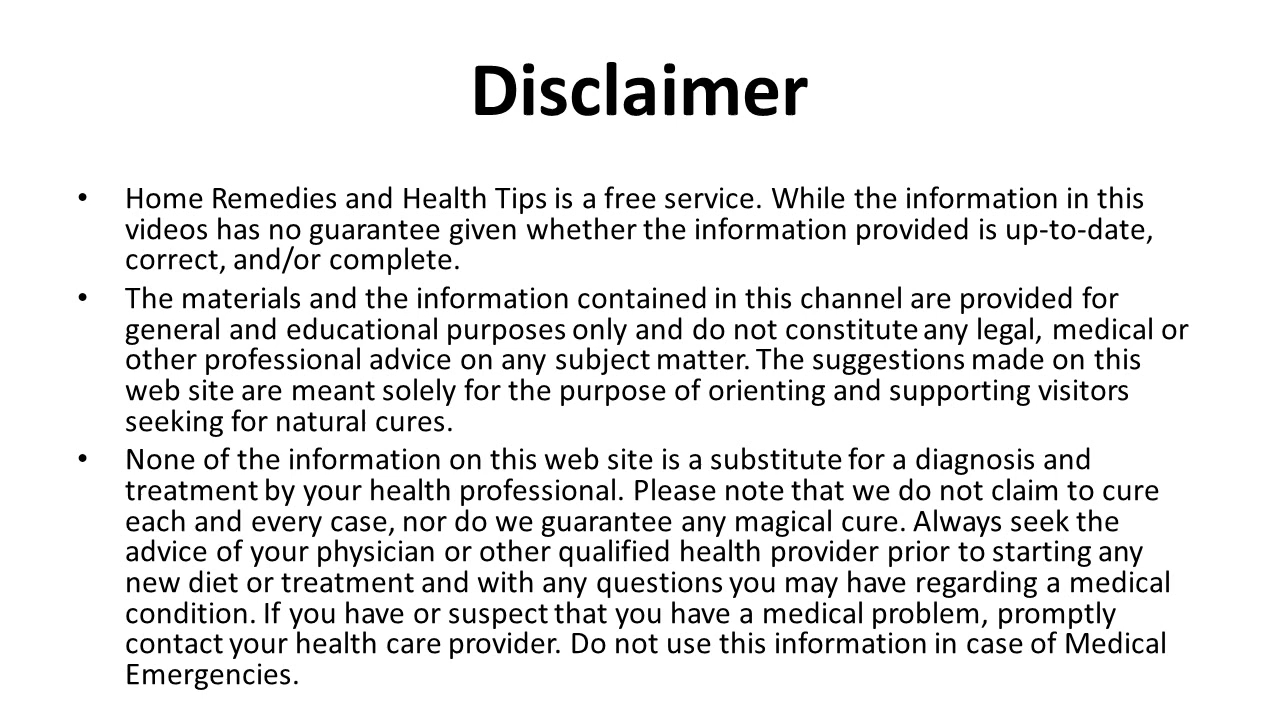 Disclaimer
• Home Remedies and Health Tips is a free service. While the information in this
videos has no guarantee given whether the information provided is up-to-date,
correct, and/or complete.
• The materials and the information contained in this channel are provided for
general and educational purposes only and do not constitute any legal, medical or
other professional advice on any subject matter. The suggestions made on this
web site are meant solely for the purpose of orienting and supporting visitors
seeking for natural cures.
• None of the information on this web site is a substitute for a diagnosis and
treatment by your health professional. Please note that we do not claim to cure
each and every case, nor do we guarantee any magical cure. Always seek the
advice of your physician or other qualified health provider prior to starting any
new diet or treatment and with any questions you may have regarding a medical
condition. If you have or suspect that you have a medical problem, promptly
contact your health care provider. Do not use this information in case of Medical
Emergencies.